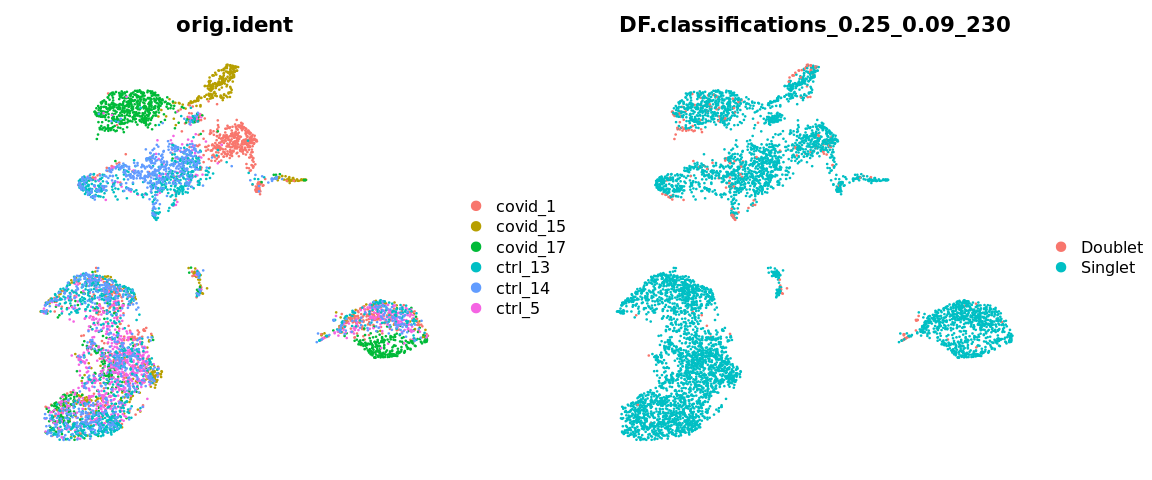 orig.ident
DF.classifications_0.25_0.09_230
covid_1
covid_15
covid_17
ctrl_13
ctrl_14
ctrl_5
Doublet
Singlet